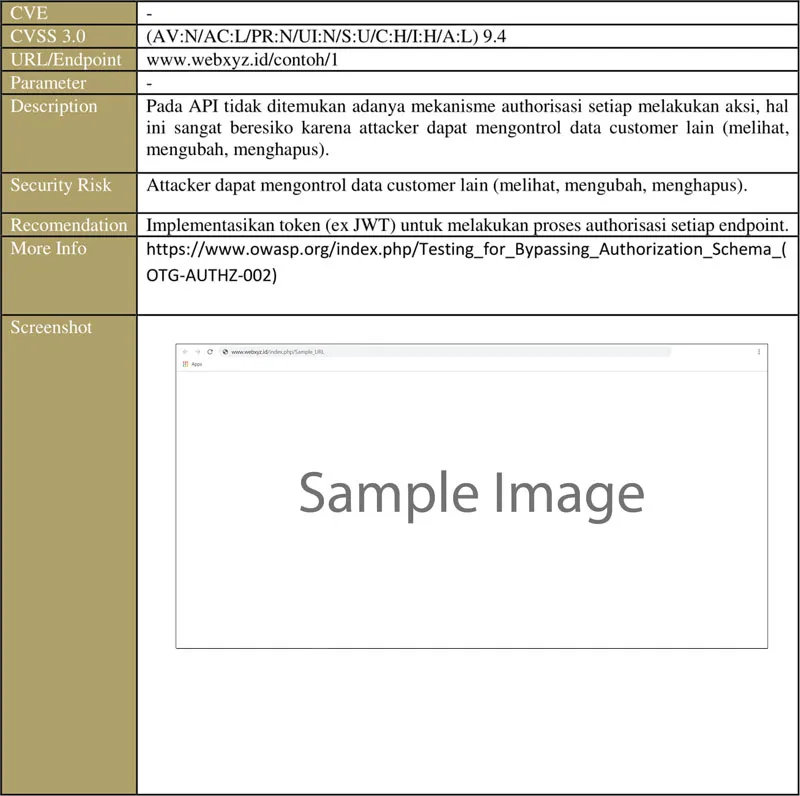 CVE -
CVSS 3.0 (AV:N/AC:L/PR:N/UI:N/S:U/C:H/I:H/A:L) 9.4
URL/Endpoint www.webxyz.id/contoh/1
Parameter -
Description Pada API tidak ditemukan adanya mekanisme authorisasi setiap melakukan aksi, hal
ini sangat beresiko karena attacker dapat mengontrol data customer lain (melihat,
mengubah, menghapus).
Security Risk Attacker dapat mengontrol data customer lain (melihat, mengubah, menghapus).
Recomendation Implementasikan token (ex JWT) untuk melakukan proses authorisasi setiap endpoint.
More Info https://www.owasp.org/index.php/Testing_for_Bypassing_Authorization_Schema_(
OTG-AUTHZ-002)
Screenshot
www.webxyz.id/index.php/Sample_URL
Apps
Sample Image